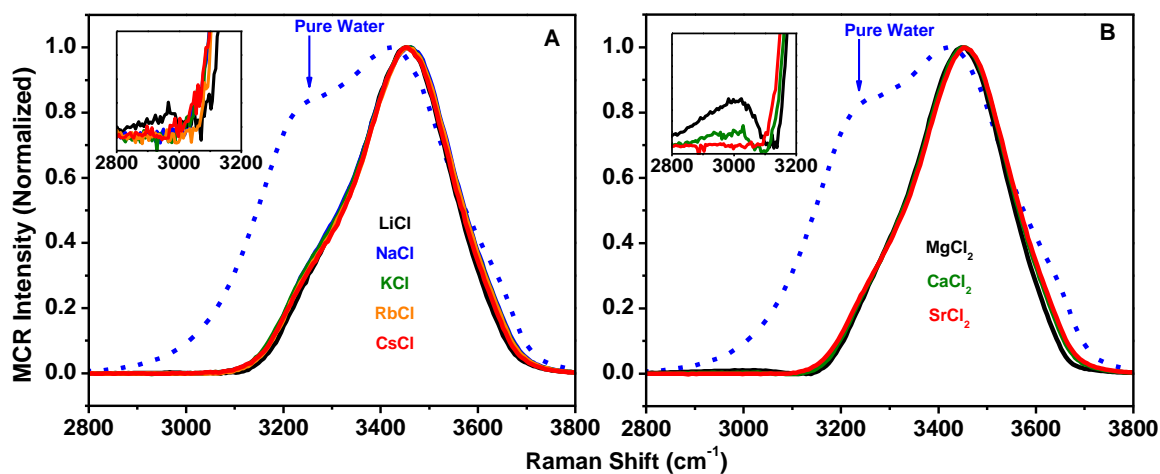 MCR Intensity (Normalized)
1.0
0.8
0.6
0.4
0.2
0.0
2800 3000 3200 3400 3600 3800
Pure Water
A
2800 3000 3200
LiCl
NaCl
KCl
RbCl
CsCl
1.0
0.8
0.6
0.4
0.2
0.0
2800 3000 3200 3400 3600 3800
Pure Water
B
2800 3000 3200
MgCl₂
CaCl₂
SrCl₂
Raman Shift (cm⁻¹)